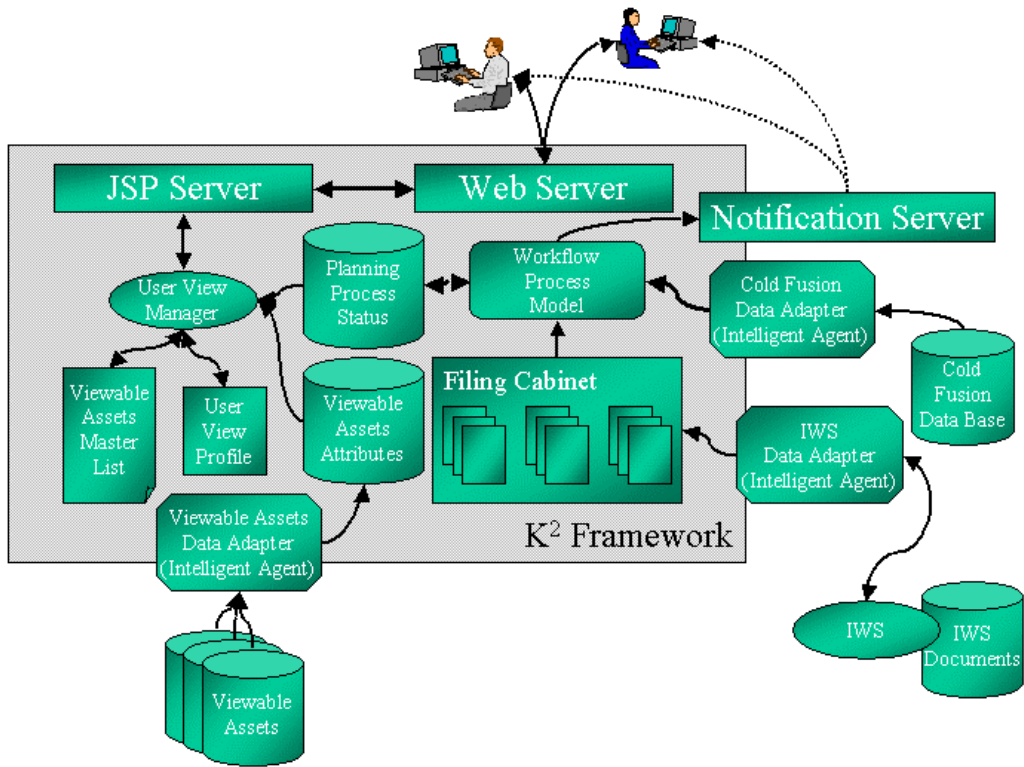 JSP Server
Web Server
Notification Server
Planning
Process
Status
Workflow
Process
Model
User View
Manager
Cold Fusion
Data Adapter
(Intelligent Agent)
Cold
Fusion
Data Base
Viewable
Assets
Master
List
User
View
Profile
Viewable
Assets
Attributes
Filing Cabinet
IWS
Data Adapter
(Intelligent Agent)
Viewable Assets
Data Adapter
(Intelligent Agent)
K² Framework
IWS
IWS
Documents
Viewable
Assets